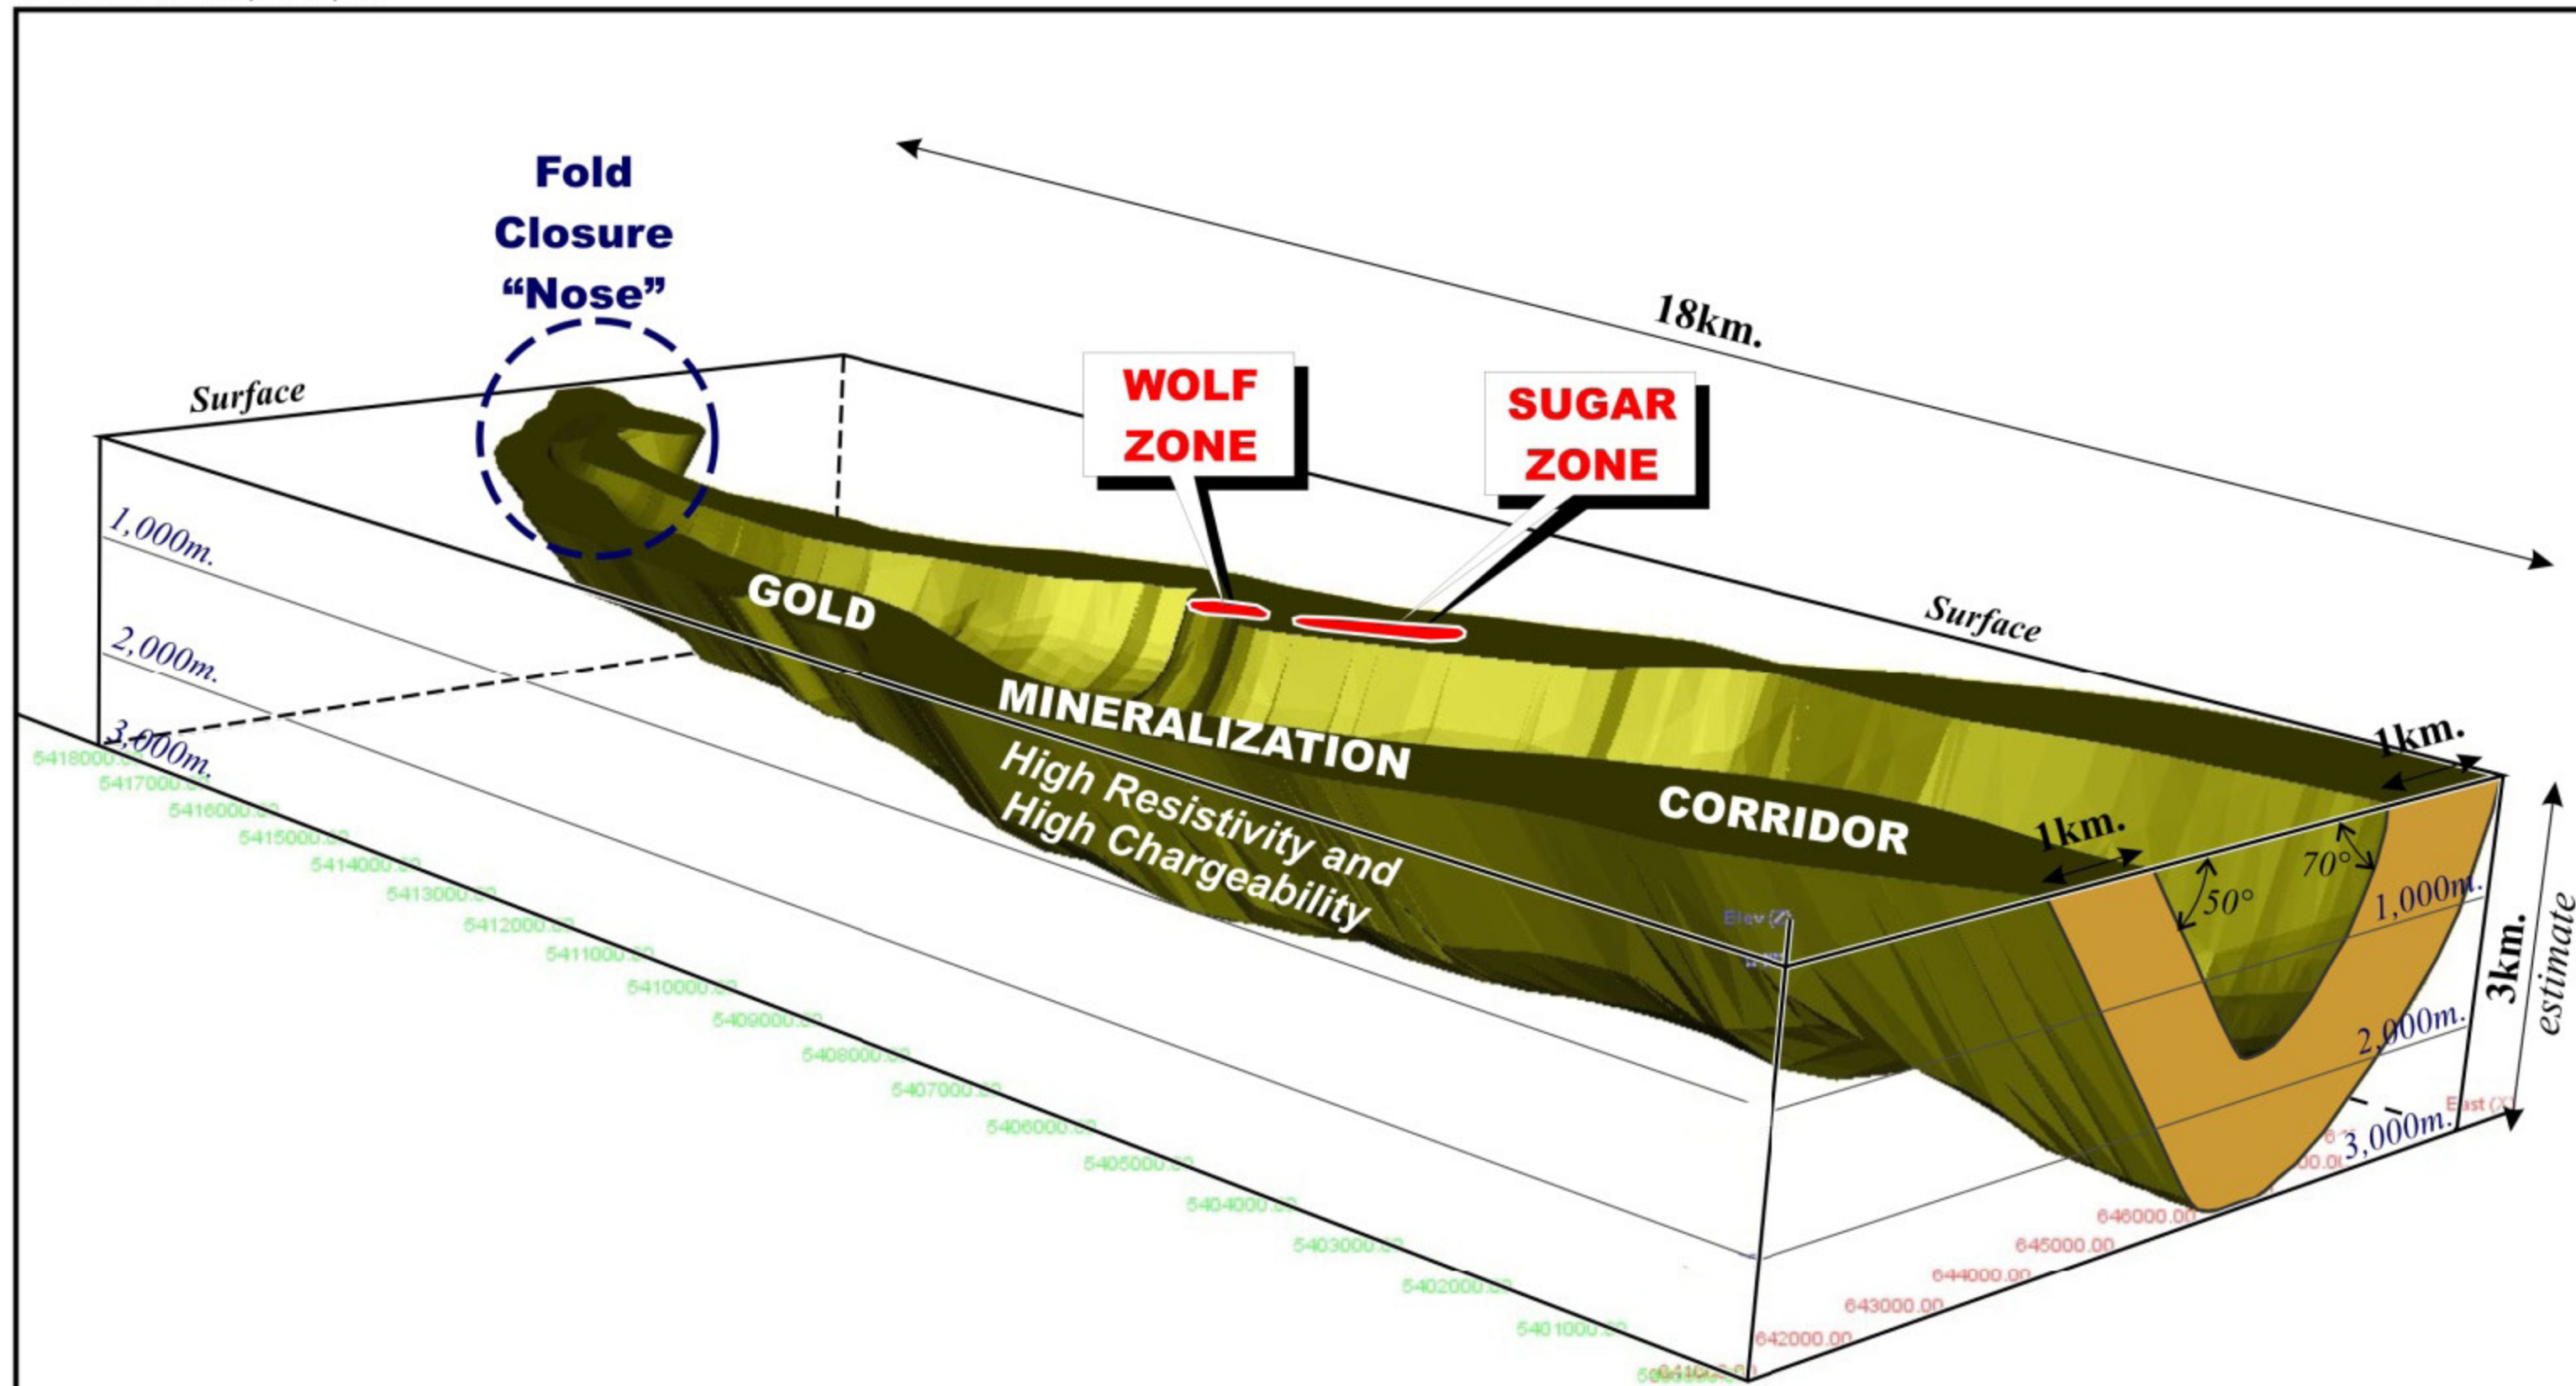 Fold
Closure
“Nose”
18km.
WOLF
ZONE
SUGAR
ZONE
Surface
Surface
GOLD
MINERALIZATION
CORRIDOR
High Resistivity and
High Chargeability
1km.
1km.
50°
70°
3km.
estimate
1,000m.
2,000m.
3,000m.
1,000m.
2,000m.
3,000m.
Elev (Z)
East (X)
5418000.00
5417000.00
5416000.00
5415000.00
5414000.00
5413000.00
5412000.00
5411000.00
5410000.00
5409000.00
5408000.00
5407000.00
5406000.00
5405000.00
5404000.00
5403000.00
5402000.00
5401000.00
642000.00
643000.00
644000.00
645000.00
646000.00